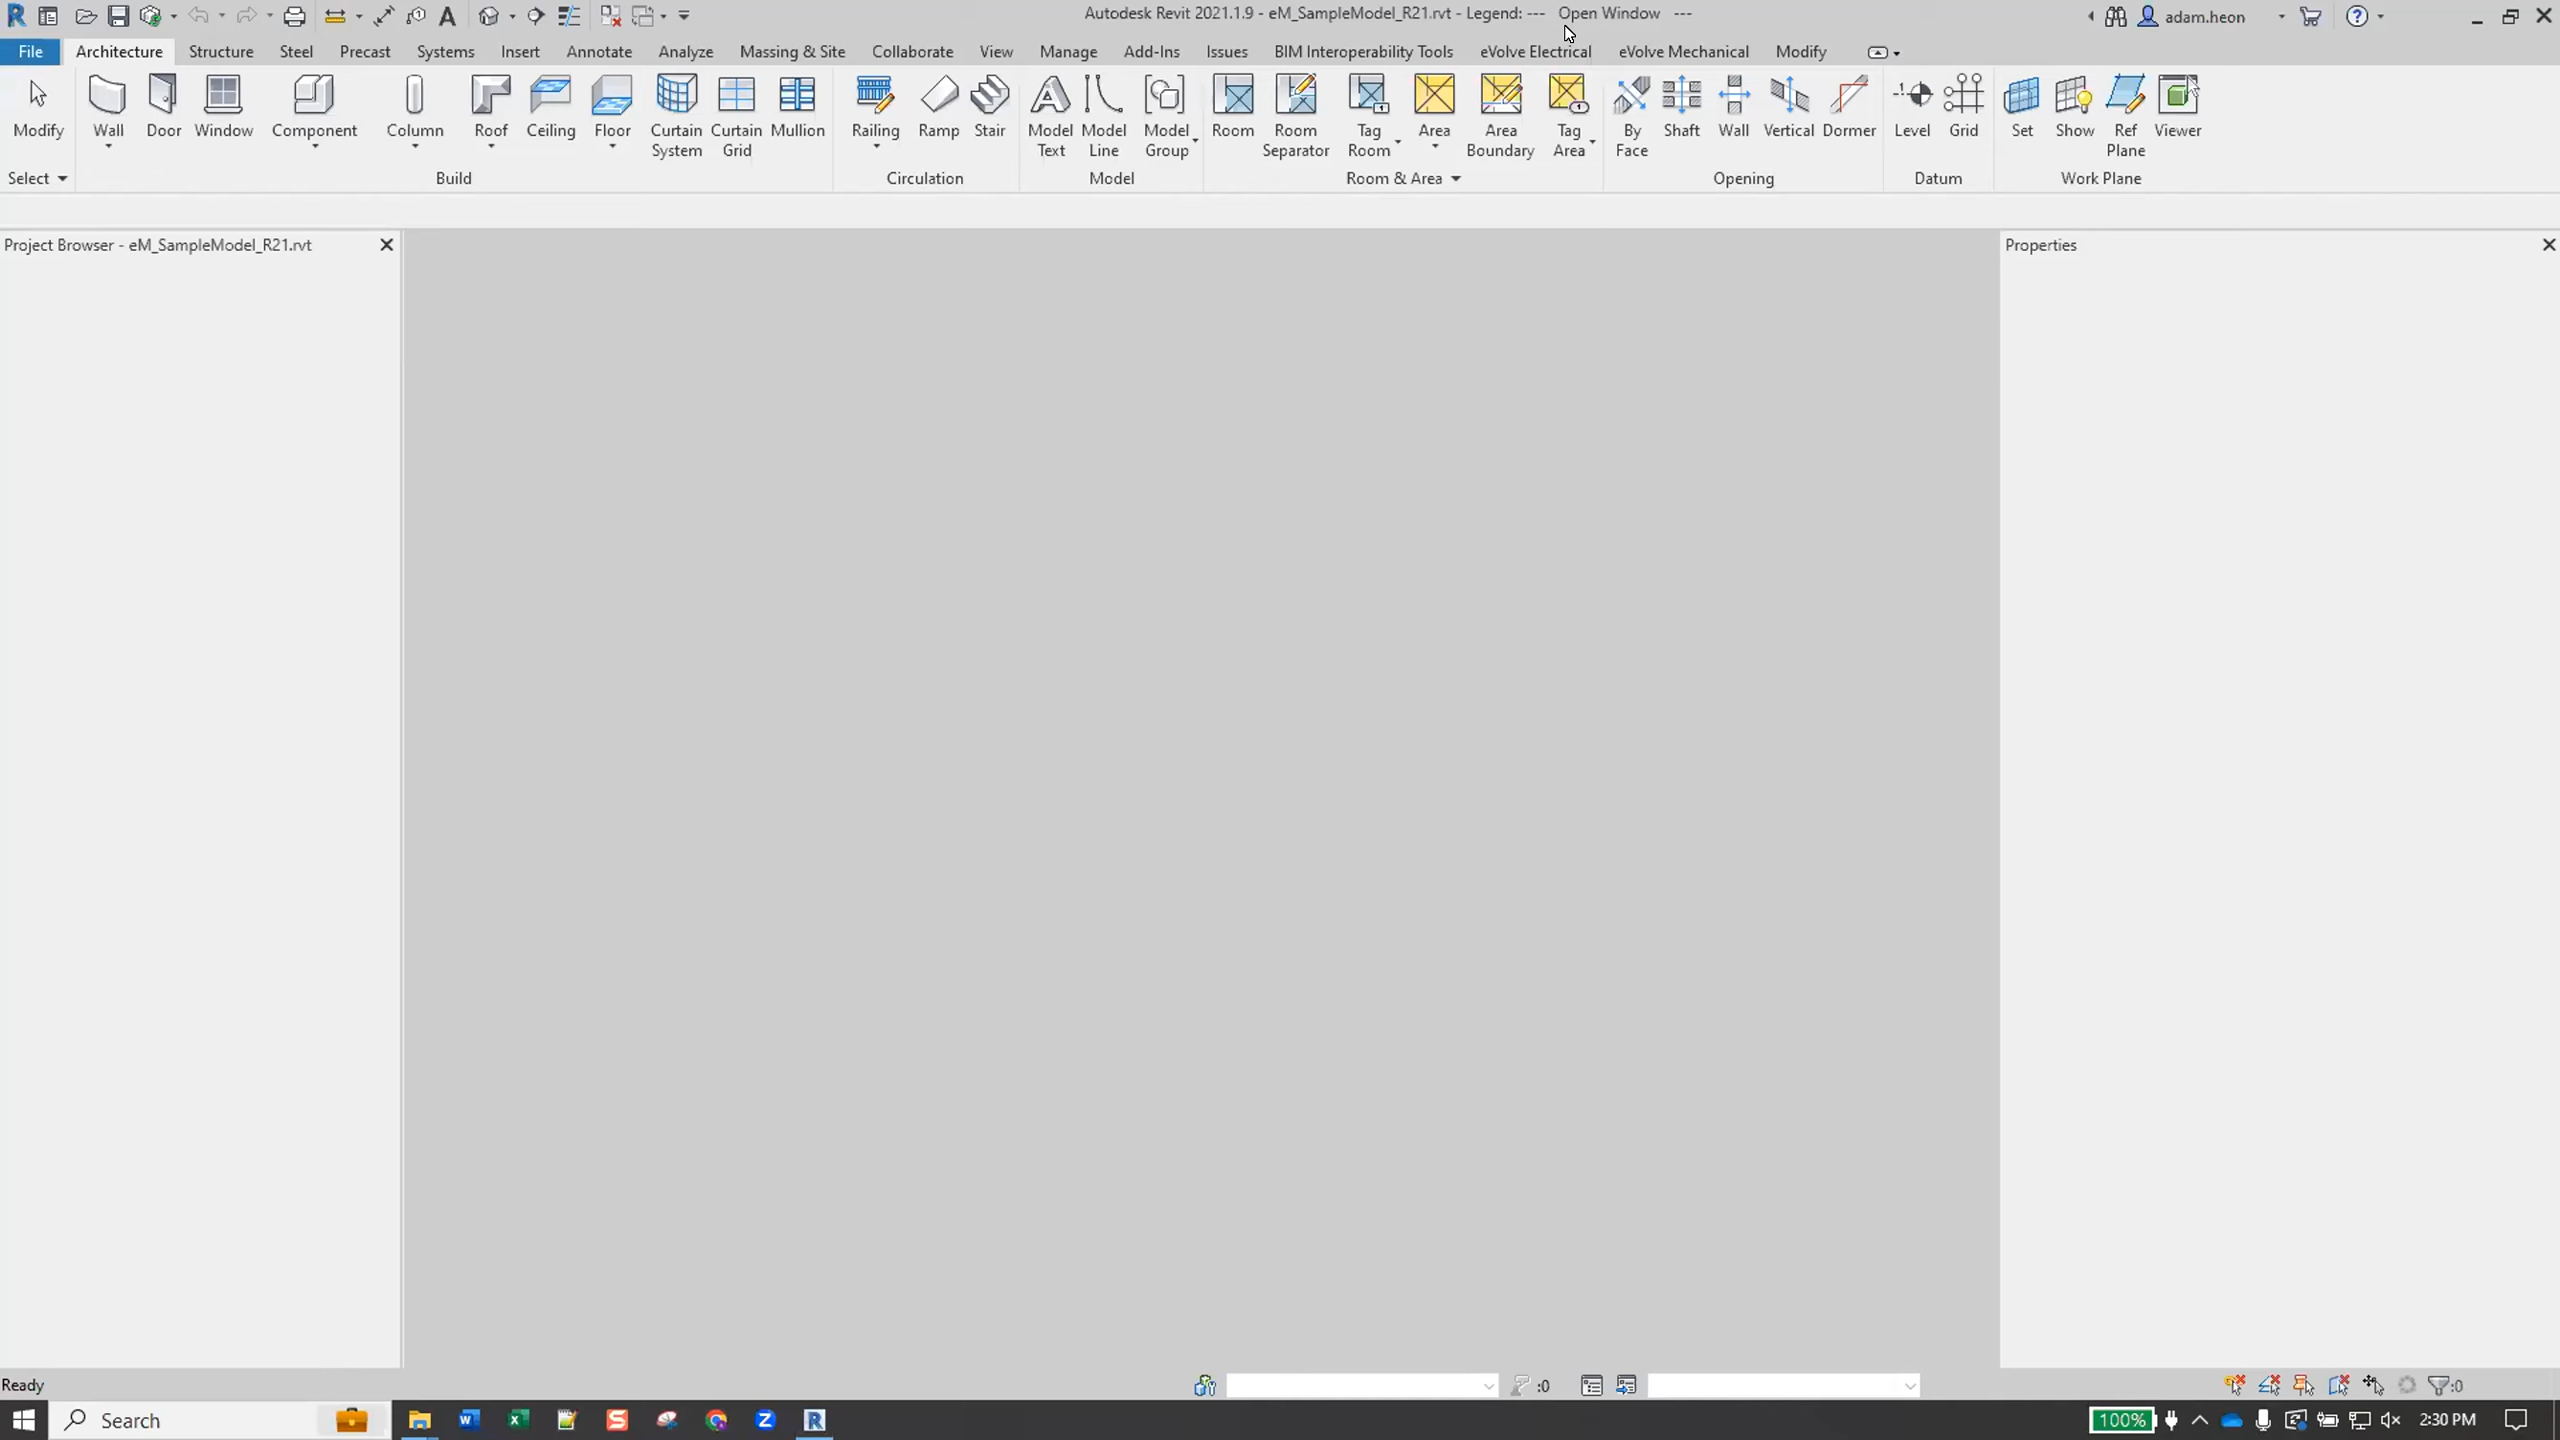 Autodesk Revit 2021.1.9 - eM_SampleModel_R21.rvt - Legend: --- Open Window ---
adam.heon
File Architecture Structure Steel Precast Systems Insert Annotate Analyze Massing & Site Collaborate View Manage Add-Ins Issues BIM Interoperability Tools eVolve Electrical eVolve Mechanical Modify
Modify Wall Door Window Component Column Roof Ceiling Floor Curtain System Curtain Grid Mullion Railing Ramp Stair Model Text Model Line Model Group Room Room Separator Tag Room Area Area Boundary Tag Area By Face Shaft Wall Vertical Dormer Level Grid Set Show Ref Plane Viewer
Select Build Circulation Model Room & Area Opening Datum Work Plane
Project Browser - eM_SampleModel_R21.rvt
Properties
Ready
:0
:0
Search
100%
2:30 PM